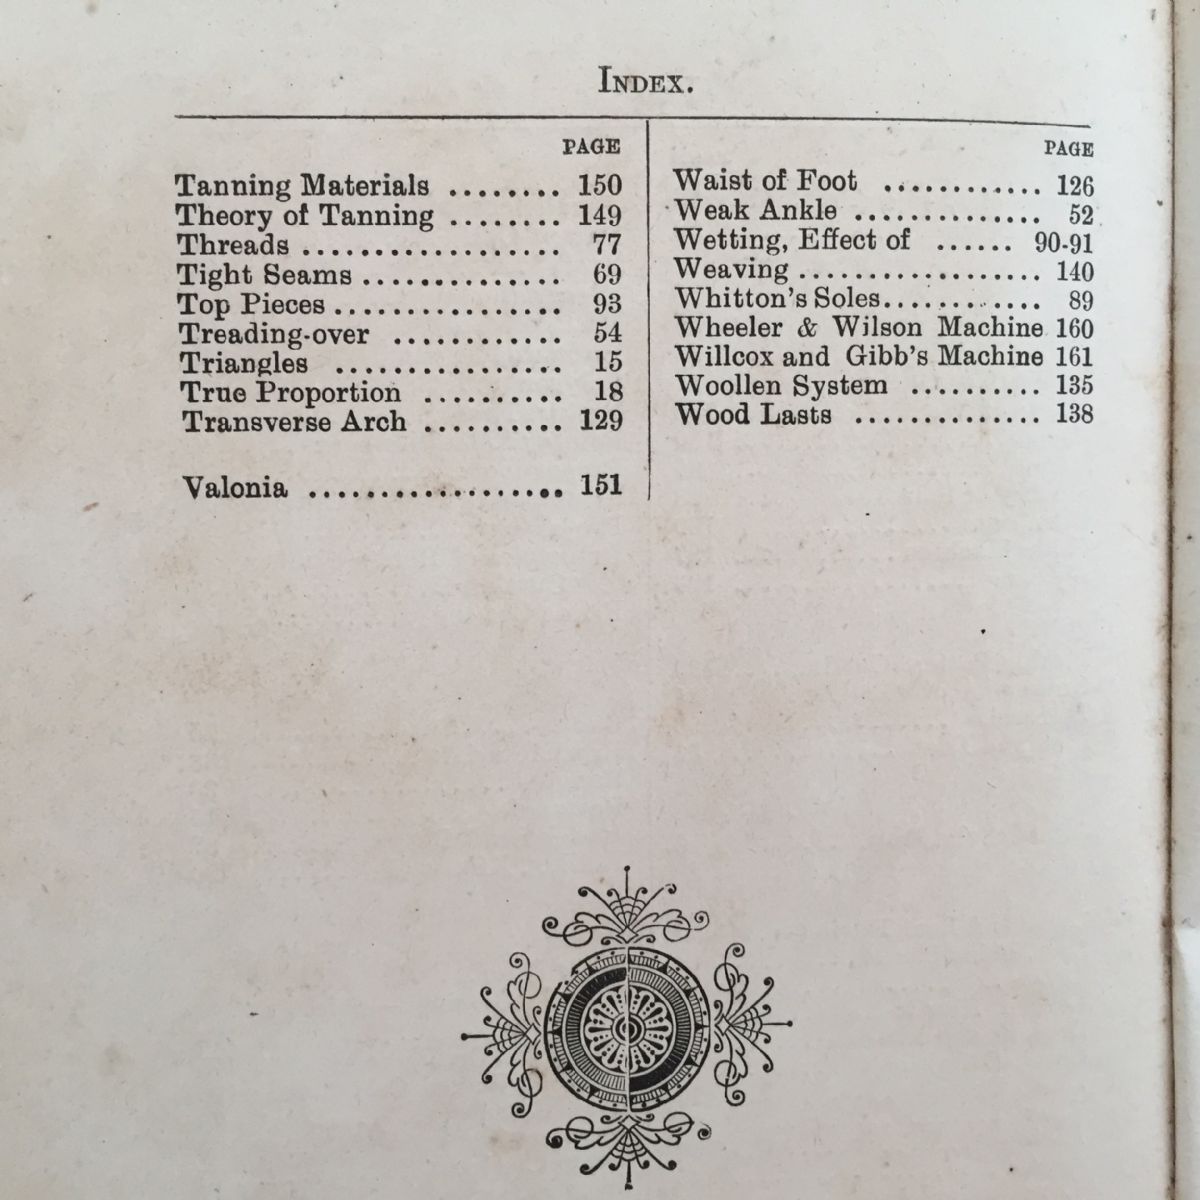 INDEX.
PAGE
Tanning Materials ........ 150
Theory of Tanning ........ 149
Threads .................. 77
Tight Seams .............. 69
Top Pieces ................ 93
Treading-over ............ 54
Triangles ................ 15
True Proportion .......... 18
Transverse Arch .......... 129
Valonia .................. 151
PAGE
Waist of Foot ............ 126
Weak Ankle .............. 52
Wetting, Effect of ...... 90-91
Weaving .................. 140
Whitton's Soles............ 89
Wheeler & Wilson Machine 160
Willcox and Gibb's Machine 161
Woollen System .......... 135
Wood Lasts .............. 138